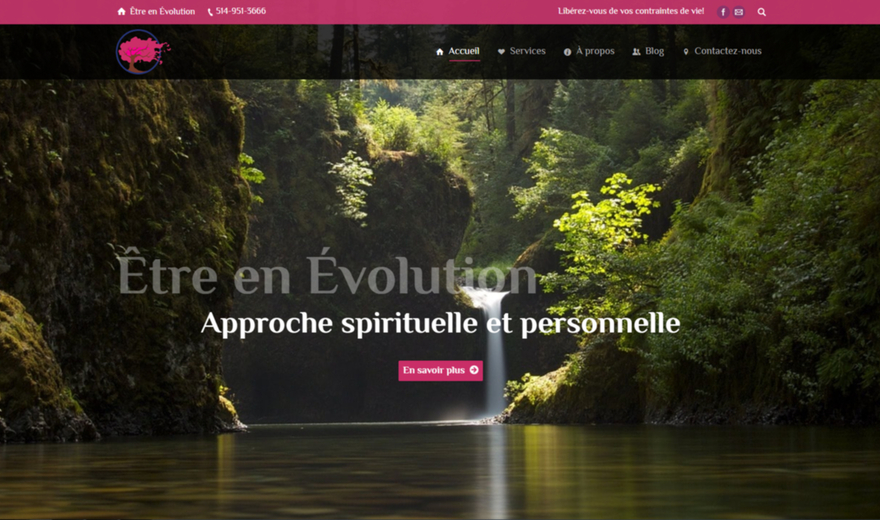 Être en Évolution
514-951-3666
Libérez-vous de vos contraintes de vie!
Accueil
Services
À propos
Blog
Contactez-nous
Être en Évolution
Approche spirituelle et personnelle
En savoir plus